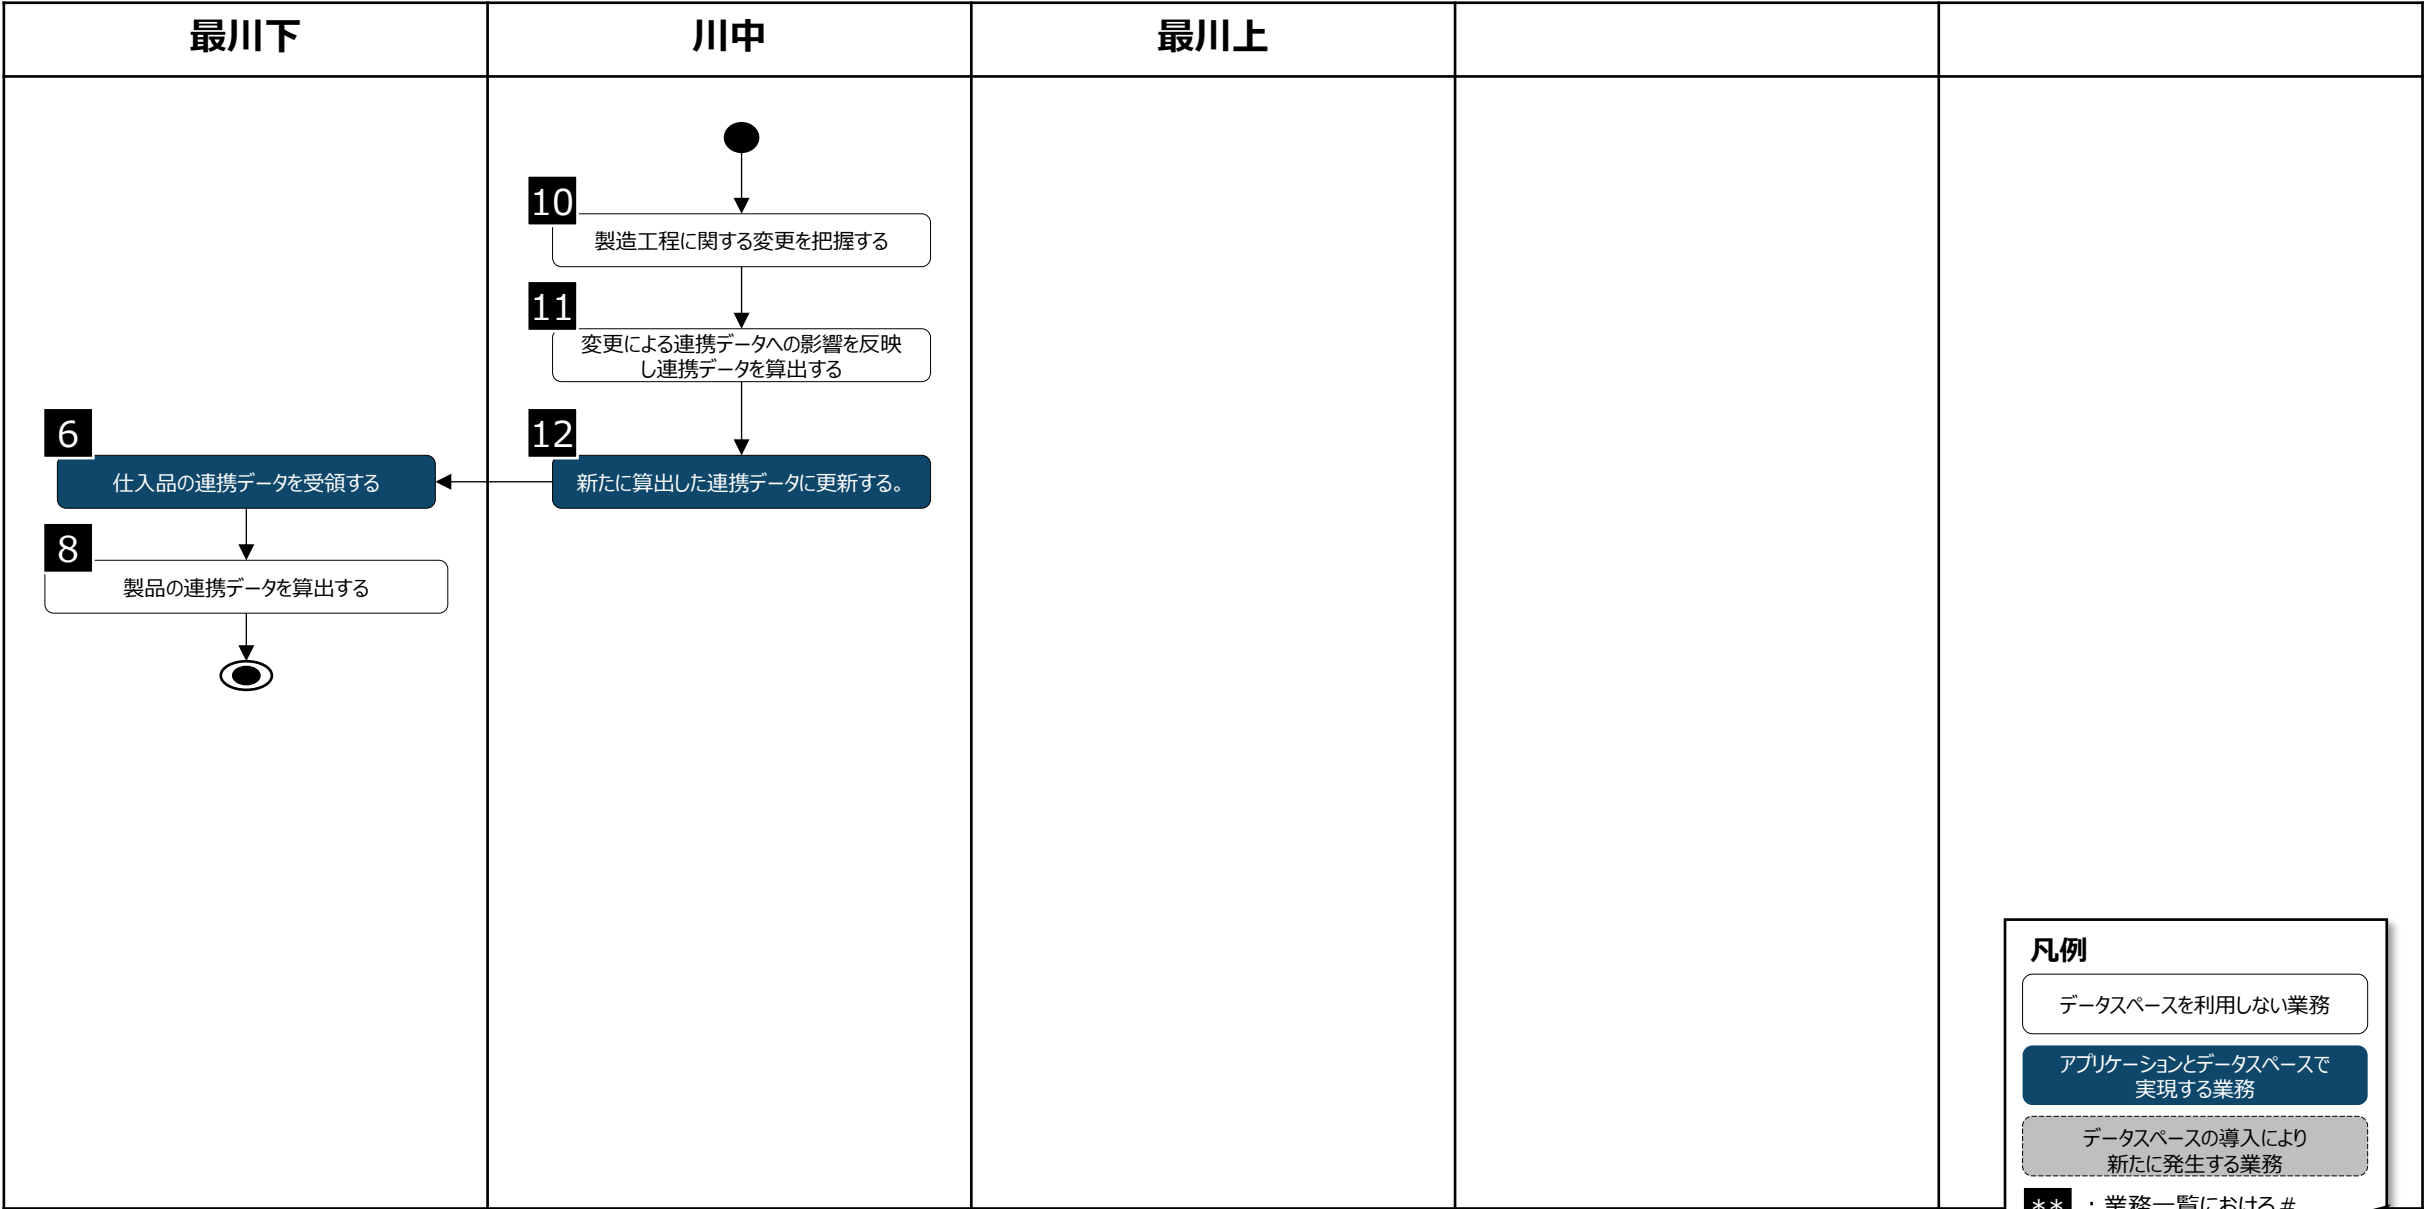 最川下
川中
最川上
10
製造工程に関する変更を把握する
11
変更による連携データへの影響を反映
し連携データを算出する
6
仕入品の連携データを受領する
12
新たに算出した連携データに更新する。
8
製品の連携データを算出する
凡例
データスペースを利用しない業務
アプリケーションとデータスペースで
実現する業務
データスペースの導入により
新たに発生する業務
** ：業務一覧における#